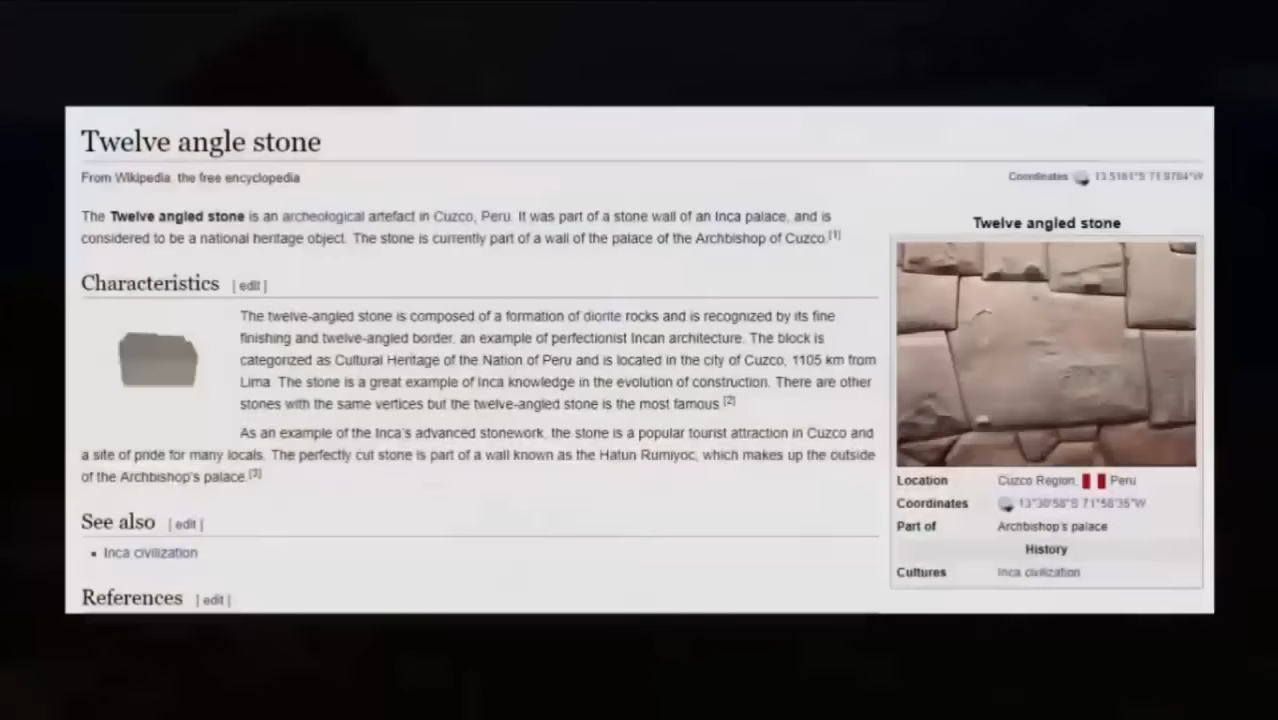 Twelve angle stone
From Wikipedia, the free encyclopedia
Coordinates 13.5161°S 71.9764°W
The Twelve angled stone is an archeological artefact in Cuzco, Peru. It was part of a stone wall of an Inca palace, and is
considered to be a national heritage object. The stone is currently part of a wall of the palace of the Archbishop of Cuzco.[1]
Characteristics [ edit ]
The twelve-angled stone is composed of a formation of diorite rocks and is recognized by its fine
finishing and twelve-angled border, an example of perfectionist Incan architecture. The block is
categorized as Cultural Heritage of the Nation of Peru and is located in the city of Cuzco, 1105 km from
Lima. The stone is a great example of Inca knowledge in the evolution of construction. There are other
stones with the same vertices but the twelve-angled stone is the most famous.[2]
As an example of the Inca's advanced stonework, the stone is a popular tourist attraction in Cuzco and
a site of pride for many locals. The perfectly cut stone is part of a wall known as the Hatun Rumiyoc, which makes up the outside
of the Archbishop's palace.[3]
See also [ edit ]
• Inca civilization
References [ edit ]
Twelve angled stone
Location Cuzco Region, Peru
Coordinates 13°30′58″S 71°58′35″W
Part of Archbishop's palace
History
Cultures Inca civilization